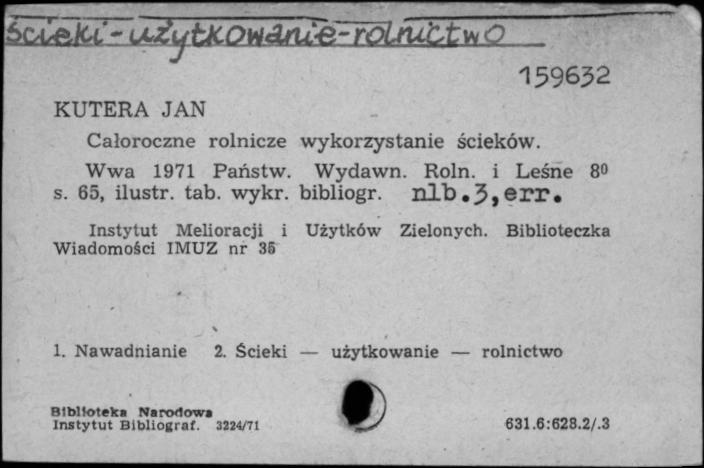 ścieki-użytkowanie-rolnictwo
159632
KUTERA JAN
Całoroczne rolnicze wykorzystanie ścieków.
Wwa 1971 Państw. Wydawn. Roln. i Leśne 8⁰
s. 65, ilustr. tab. wykr. bibliogr. nlb.3,err.
Instytut Melioracji i Użytków Zielonych. Biblioteczka
Wiadomości IMUZ nr 35
1. Nawadnianie 2. Ścieki — użytkowanie — rolnictwo
Biblioteka Narodowa
Instytut Bibliograf. 3224/71
631.6:628.2/.3